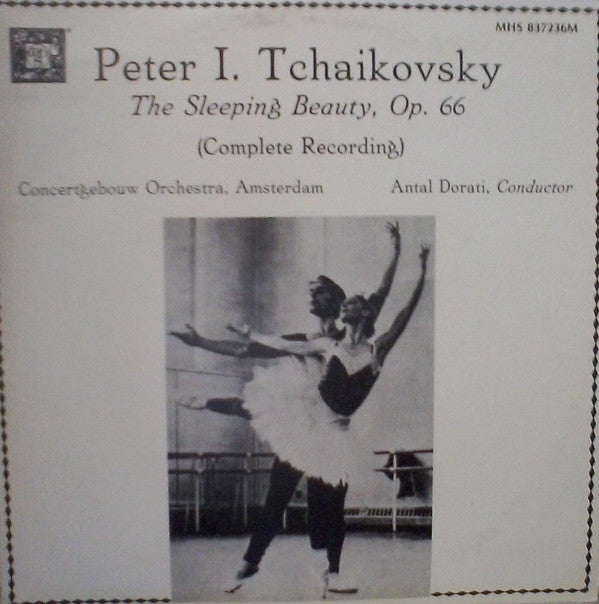 MHS 837236M
Peter I. Tchaikovsky
The Sleeping Beauty, Op. 66
(Complete Recording)
Concertgebouw Orchestra, Amsterdam Antal Dorati, Conductor